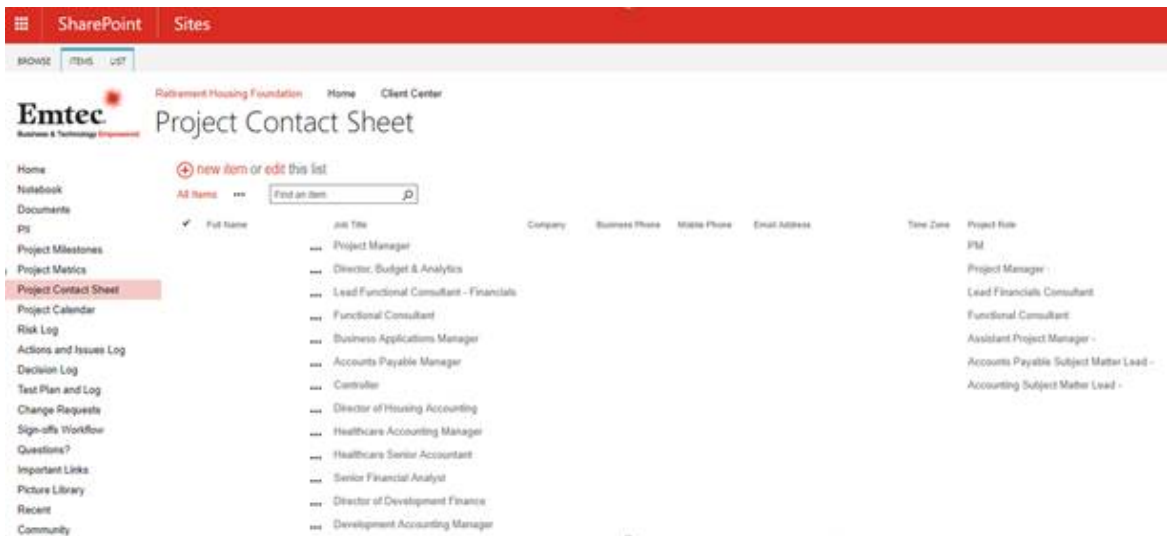 SharePoint Sites
BROWSE ITEMS LIST
Emtec
Business & Technology Empowered
Retirement Housing Foundation Home Client Center
Project Contact Sheet
Home
Notebook
Documents
PII
Project Milestones
Project Metrics
Project Contact Sheet
Project Calendar
Risk Log
Actions and Issues Log
Decision Log
Test Plan and Log
Change Requests
Sign-offs Workflow
Questions?
Important Links
Picture Library
Recent
Community
new item or edit this list
All Items ••• Find an item
Full Name Job Title Company Business Phone Mobile Phone Email Address Time Zone Project Role
Project Manager PM
Director, Budget & Analytics Project Manager
Lead Functional Consultant - Financials Lead Financials Consultant
Functional Consultant Functional Consultant
Business Applications Manager Assistant Project Manager -
Accounts Payable Manager Accounts Payable Subject Matter Lead -
Controller Accounting Subject Matter Lead -
Director of Housing Accounting
Healthcare Accounting Manager
Healthcare Senior Accountant
Senior Financial Analyst
Director of Development Finance
Development Accounting Manager